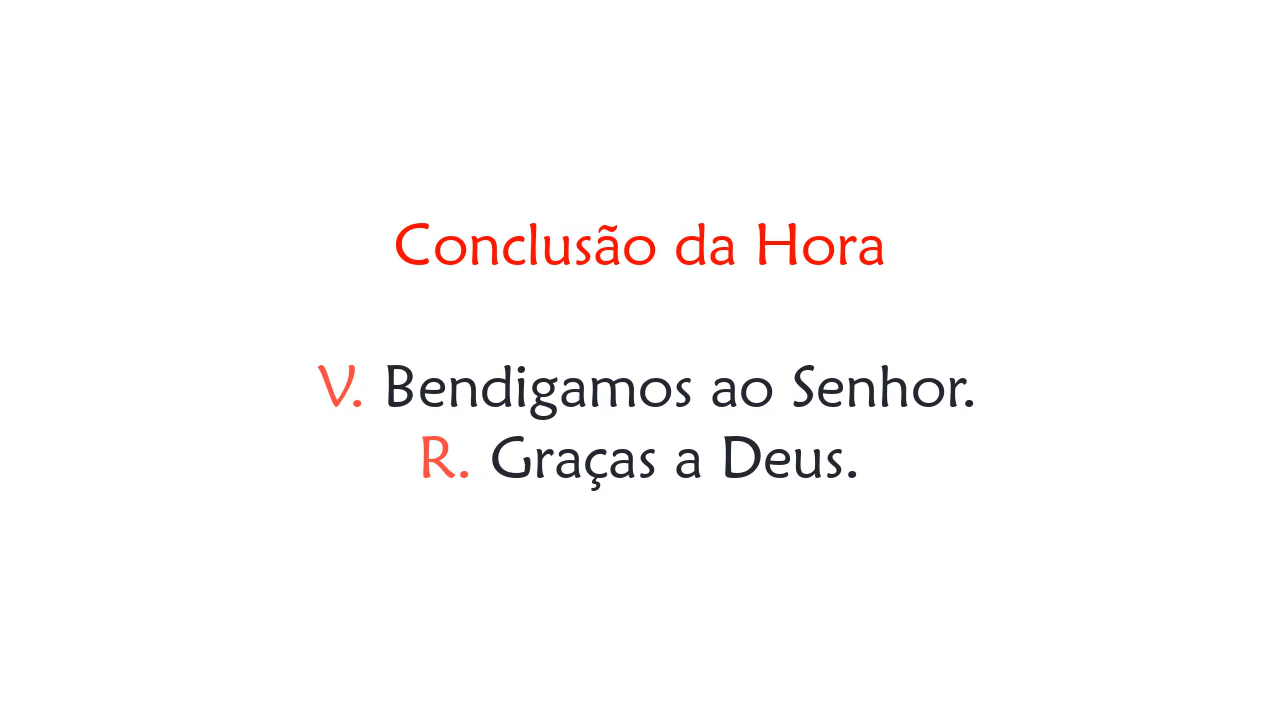 Conclusão da Hora
V. Bendigamos ao Senhor.
R. Graças a Deus.